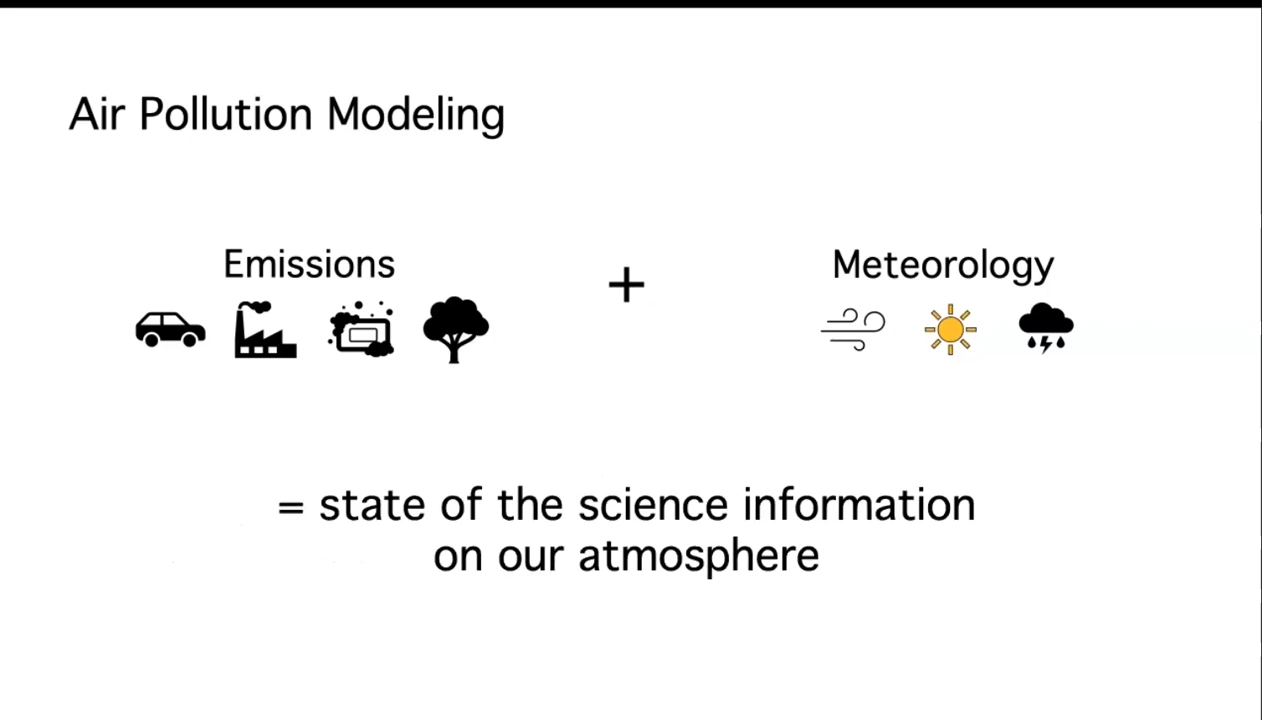 Air Pollution Modeling
Emissions
+
Meteorology
= state of the science information
on our atmosphere